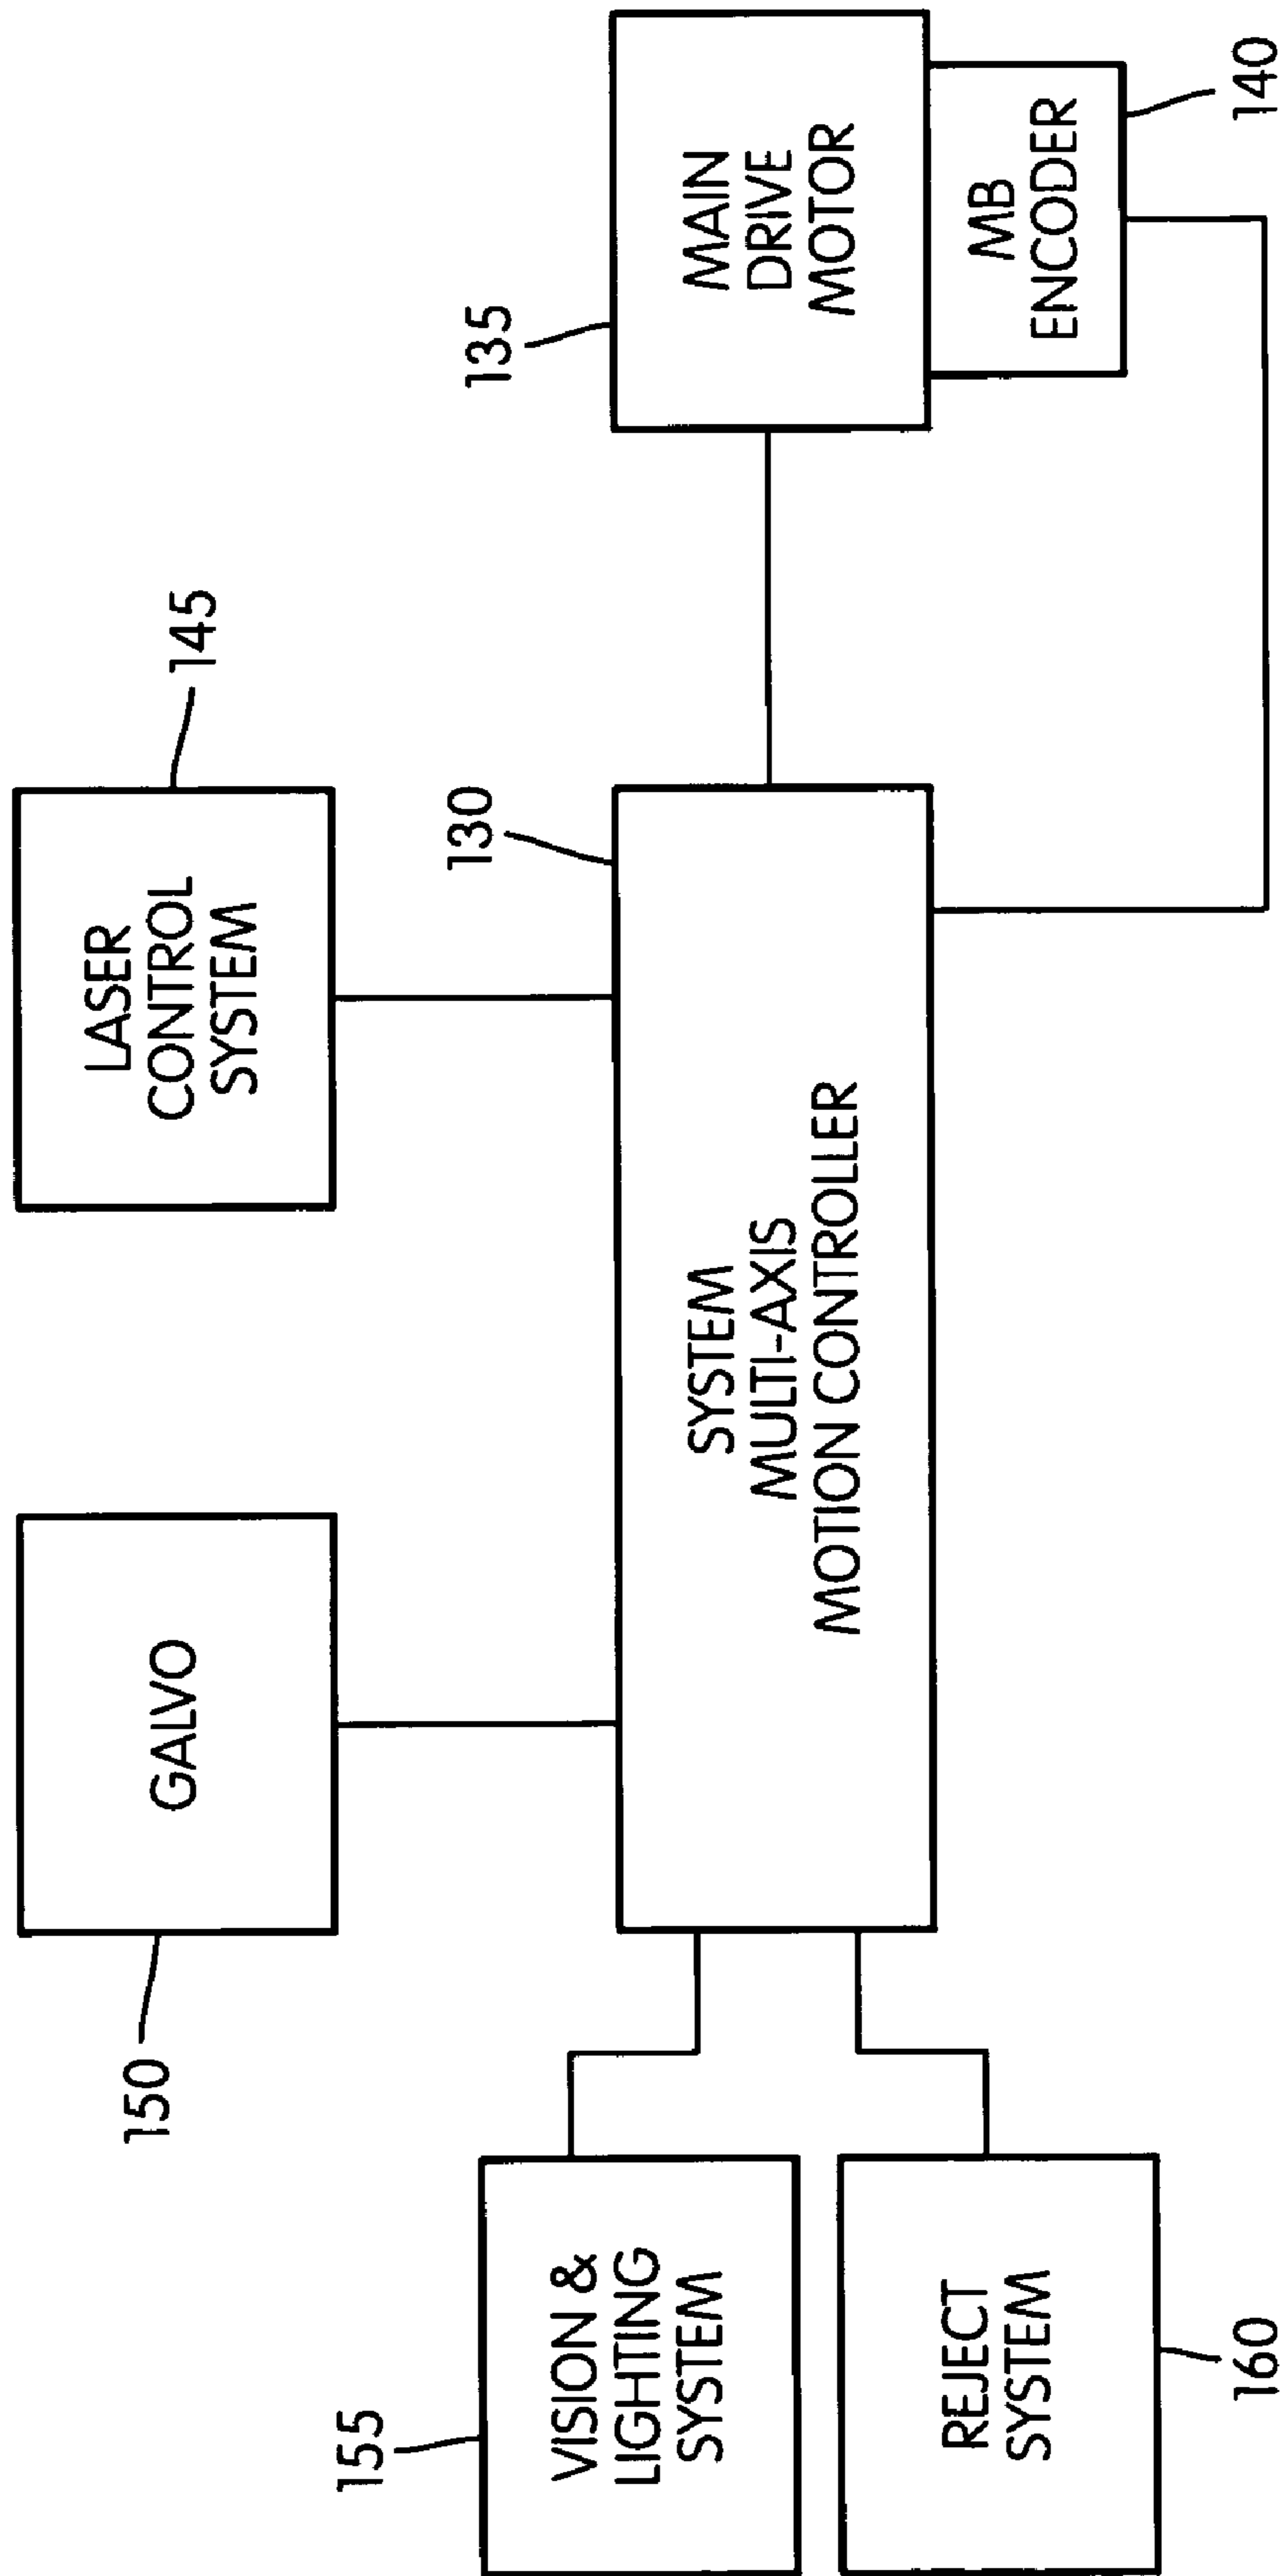 150
GALVO
LASER
CONTROL
SYSTEM
145
155
130
135
VISION &
LIGHTING
SYSTEM
SYSTEM
MULTI-AXIS
MOTION CONTROLLER
MAIN
DRIVE
MOTOR
REJECT
SYSTEM
MB
ENCODER
160
140